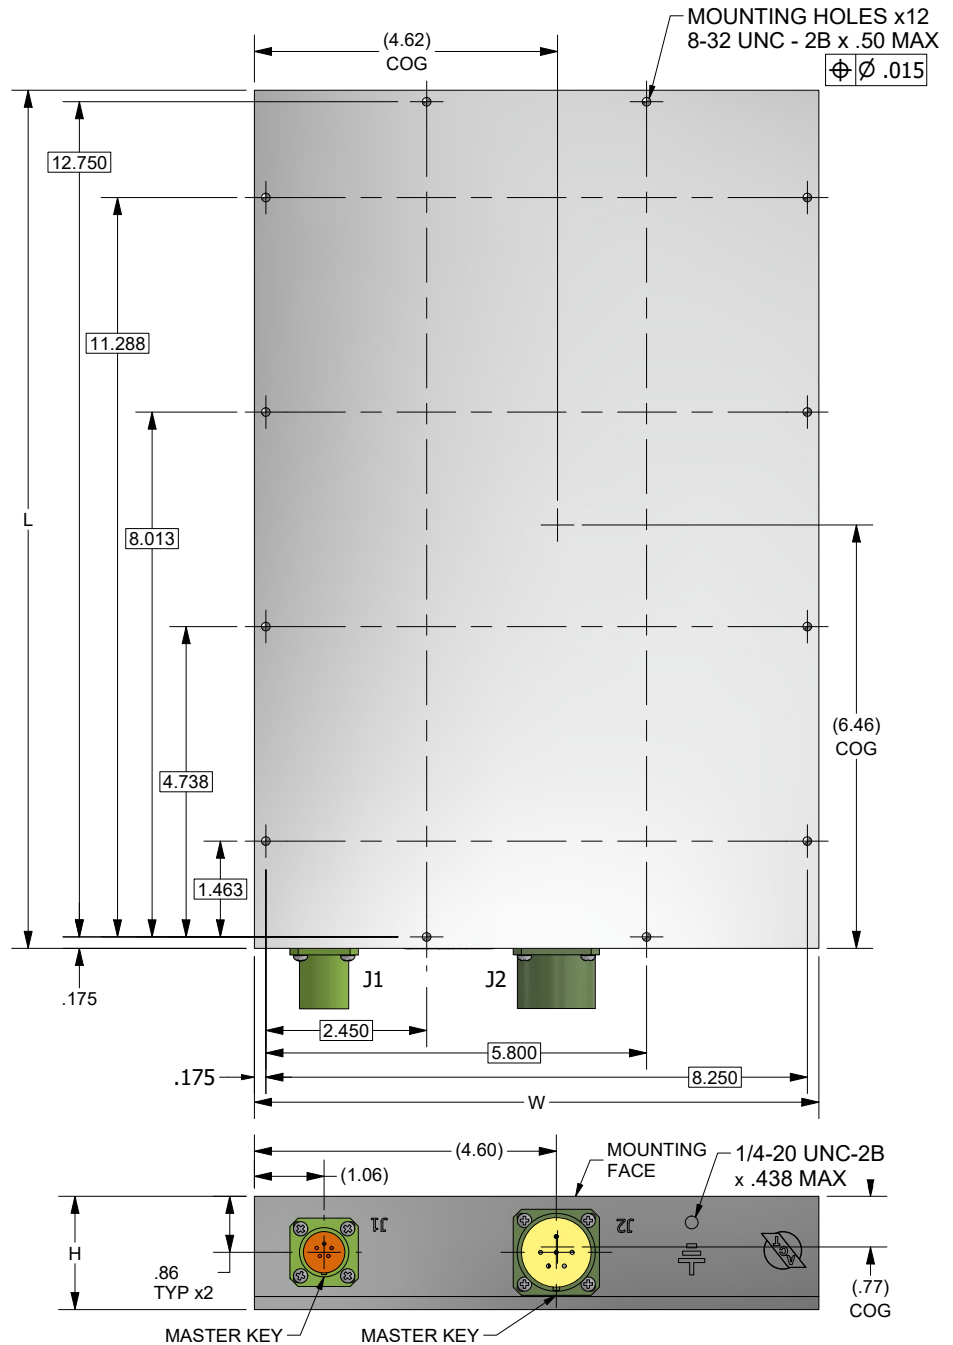 (4.62)
COG
MOUNTING HOLES x12
8-32 UNC - 2B x .50 MAX
⌖ Ø .015
12.750
11.288
L
8.013
(6.46)
COG
4.738
1.463
J1
J2
.175
2.450
5.800
.175
8.250
W
(4.60)
MOUNTING
FACE
1/4-20 UNC-2B
x .438 MAX
(1.06)
J1
J2
H
ACT
.86
TYP x2
(.77)
COG
MASTER KEY
MASTER KEY